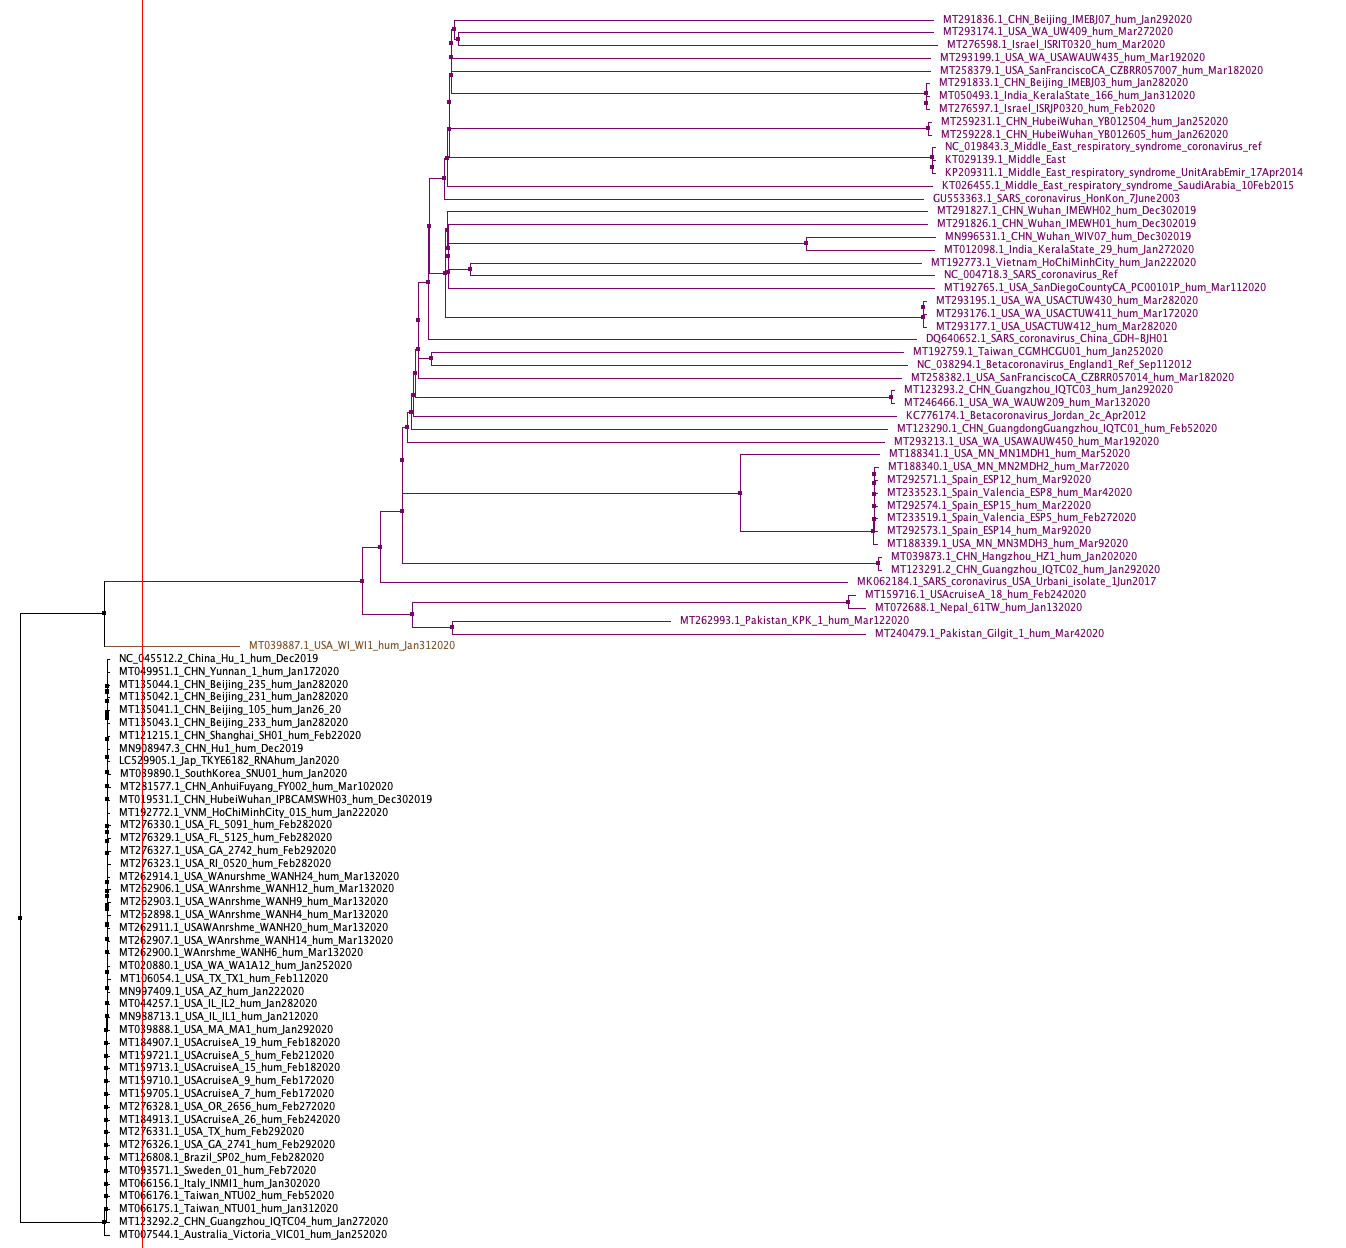 MT291836.1_CHN_Beijing_IMEBJ07_hum_Jan292020
MT293174.1_USA_WA_UW409_hum_Mar272020
MT276598.1_Israel_ISRIT0320_hum_Mar2020
MT293199.1_USA_WA_USAWAUW435_hum_Mar192020
MT258379.1_USA_SanFranciscoCA_CZBRR057007_hum_Mar182020
MT291833.1_CHN_Beijing_IMEBJ03_hum_Jan282020
MT050493.1_India_KeralaState_166_hum_Jan312020
MT276597.1_Israel_ISRJP0320_hum_Feb2020
MT259231.1_CHN_HubeiWuhan_YB012504_hum_Jan252020
MT259228.1_CHN_HubeiWuhan_YB012605_hum_Jan262020
NC_019843.3_Middle_East_respiratory_syndrome_coronavirus_ref
KT029139.1_Middle_East
KP209311.1_Middle_East_respiratory_syndrome_UnitArabEmir_17Apr2014
KT026455.1_Middle_East_respiratory_syndrome_SaudiArabia_10Feb2015
GU553363.1_SARS_coronavirus_HonKon_7June2003
MT291827.1_CHN_Wuhan_IMEWH02_hum_Dec302019
MT291826.1_CHN_Wuhan_IMEWH01_hum_Dec302019
MN996531.1_CHN_Wuhan_WIV07_hum_Dec302019
MT012098.1_India_KeralaState_29_hum_Jan272020
MT192773.1_Vietnam_HoChiMinhCity_hum_Jan222020
NC_004718.3_SARS_coronavirus_Ref
MT192765.1_USA_SanDiegoCountyCA_PC00101P_hum_Mar112020
MT293195.1_USA_WA_USACTUW430_hum_Mar282020
MT293176.1_USA_WA_USACTUW411_hum_Mar172020
MT293177.1_USA_USACTUW412_hum_Mar282020
DQ640652.1_SARS_coronavirus_China_GDH-BJH01
MT192759.1_Taiwan_CGMHCGU01_hum_Jan252020
NC_038294.1_Betacoronavirus_England1_Ref_Sep112012
MT258382.1_USA_SanFranciscoCA_CZBRR057014_hum_Mar182020
MT123293.2_CHN_Guangzhou_IQTC03_hum_Jan292020
MT246466.1_USA_WA_WAUW209_hum_Mar132020
KC776174.1_Betacoronavirus_Jordan_2c_Apr2012
MT123290.1_CHN_GuangdongGuangzhou_IQTC01_hum_Feb52020
MT293213.1_USA_WA_USAWAUW450_hum_Mar192020
MT188341.1_USA_MN_MN1MDH1_hum_Mar52020
MT188340.1_USA_MN_MN2MDH2_hum_Mar72020
MT292571.1_Spain_ESP12_hum_Mar92020
MT233523.1_Spain_Valencia_ESP8_hum_Mar42020
MT292574.1_Spain_ESP15_hum_Mar22020
MT233519.1_Spain_Valencia_ESP5_hum_Feb272020
MT292573.1_Spain_ESP14_hum_Mar92020
MT188339.1_USA_MN_MN3MDH3_hum_Mar92020
MT039873.1_CHN_Hangzhou_HZ1_hum_Jan202020
MT123291.2_CHN_Guangzhou_IQTC02_hum_Jan292020
MK062184.1_SARS_coronavirus_USA_Urbani_isolate_1Jun2017
MT159716.1_USAcruiseA_18_hum_Feb242020
MT072688.1_Nepal_61TW_hum_Jan132020
MT262993.1_Pakistan_KPK_1_hum_Mar122020
MT240479.1_Pakistan_Gilgit_1_hum_Mar42020
MT039887.1_USA_WI_WI1_hum_Jan312020
NC_045512.2_China_Hu_1_hum_Dec2019
MT049951.1_CHN_Yunnan_1_hum_Jan172020
MT135044.1_CHN_Beijing_235_hum_Jan282020
MT135042.1_CHN_Beijing_231_hum_Jan282020
MT135041.1_CHN_Beijing_105_hum_Jan26_20
MT135043.1_CHN_Beijing_233_hum_Jan282020
MT121215.1_CHN_Shanghai_SH01_hum_Feb22020
MN908947.3_CHN_Hu1_hum_Dec2019
LC529905.1_Jap_TKYE6182_RNAhum_Jan2020
MT039890.1_SouthKorea_SNU01_hum_Jan2020
MT281577.1_CHN_AnhuiFuyang_FY002_hum_Mar102020
MT019531.1_CHN_HubeiWuhan_IPBCAMSWH03_hum_Dec302019
MT192772.1_VNM_HoChiMinhCity_01S_hum_Jan222020
MT276330.1_USA_FL_5091_hum_Feb282020
MT276329.1_USA_FL_5125_hum_Feb282020
MT276327.1_USA_GA_2742_hum_Feb292020
MT276323.1_USA_RI_0520_hum_Feb282020
MT262914.1_USA_WAnurshme_WANH24_hum_Mar132020
MT262906.1_USA_WAnrshme_WANH12_hum_Mar132020
MT262903.1_USA_WAnrshme_WANH9_hum_Mar132020
MT262898.1_USA_WAnrshme_WANH4_hum_Mar132020
MT262911.1_USAWAnrshme_WANH20_hum_Mar132020
MT262907.1_USA_WAnrshme_WANH14_hum_Mar132020
MT262900.1_WAnrshme_WANH6_hum_Mar132020
MT020880.1_USA_WA_WA1A12_hum_Jan252020
MT106054.1_USA_TX_TX1_hum_Feb112020
MN997409.1_USA_AZ_hum_Jan222020
MT044257.1_USA_IL_IL2_hum_Jan282020
MN988713.1_USA_IL_IL1_hum_Jan212020
MT039888.1_USA_MA_MA1_hum_Jan292020
MT184907.1_USAcruiseA_19_hum_Feb182020
MT159721.1_USAcruiseA_5_hum_Feb212020
MT159713.1_USAcruiseA_15_hum_Feb182020
MT159710.1_USAcruiseA_9_hum_Feb172020
MT159705.1_USAcruiseA_7_hum_Feb172020
MT276328.1_USA_OR_2656_hum_Feb272020
MT184913.1_USAcruiseA_26_hum_Feb242020
MT276331.1_USA_TX_hum_Feb292020
MT276326.1_USA_GA_2741_hum_Feb292020
MT126808.1_Brazil_SP02_hum_Feb282020
MT093571.1_Sweden_01_hum_Feb72020
MT066156.1_Italy_INMI1_hum_Jan302020
MT066176.1_Taiwan_NTU02_hum_Feb52020
MT066175.1_Taiwan_NTU01_hum_Jan312020
MT123292.2_CHN_Guangzhou_IQTC04_hum_Jan272020
MT007544.1_Australia_Victoria_VIC01_hum_Jan252020